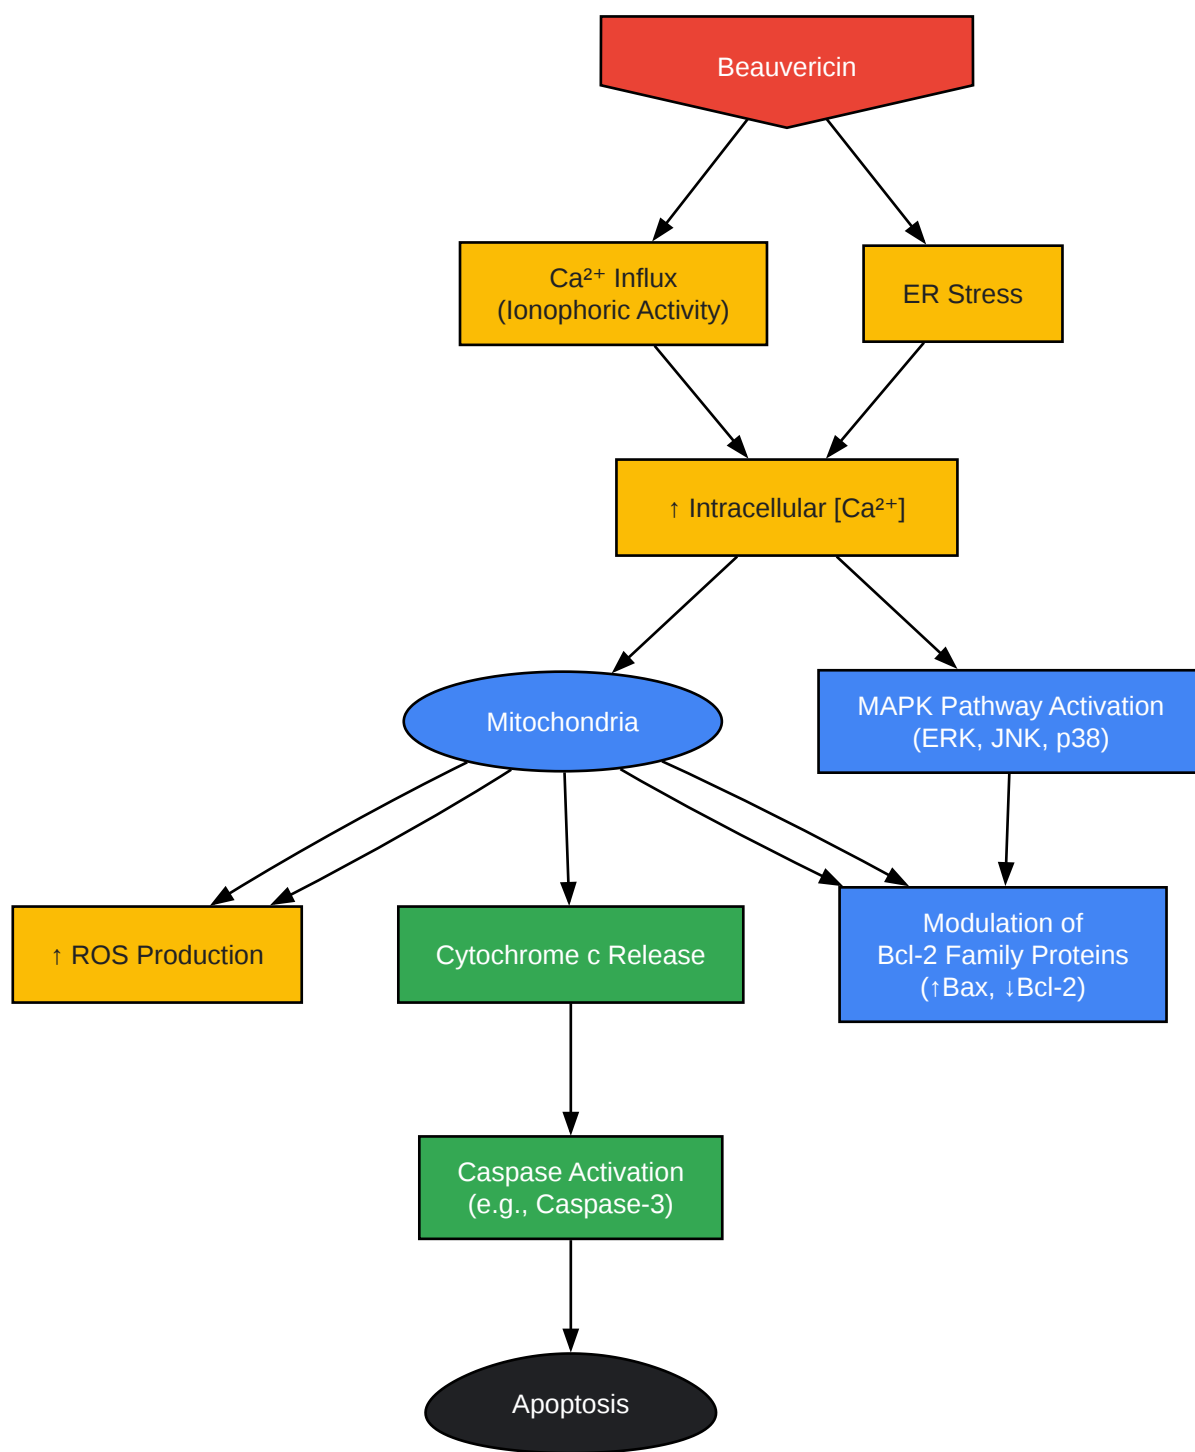 Beauvericin
Ca²⁺ Influx
(Ionophoric Activity)
ER Stress
↑ Intracellular [Ca²⁺]
Mitochondria
MAPK Pathway Activation
(ERK, JNK, p38)
↑ ROS Production
Cytochrome c Release
Modulation of
Bcl-2 Family Proteins
(↑Bax, ↓Bcl-2)
Caspase Activation
(e.g., Caspase-3)
Apoptosis